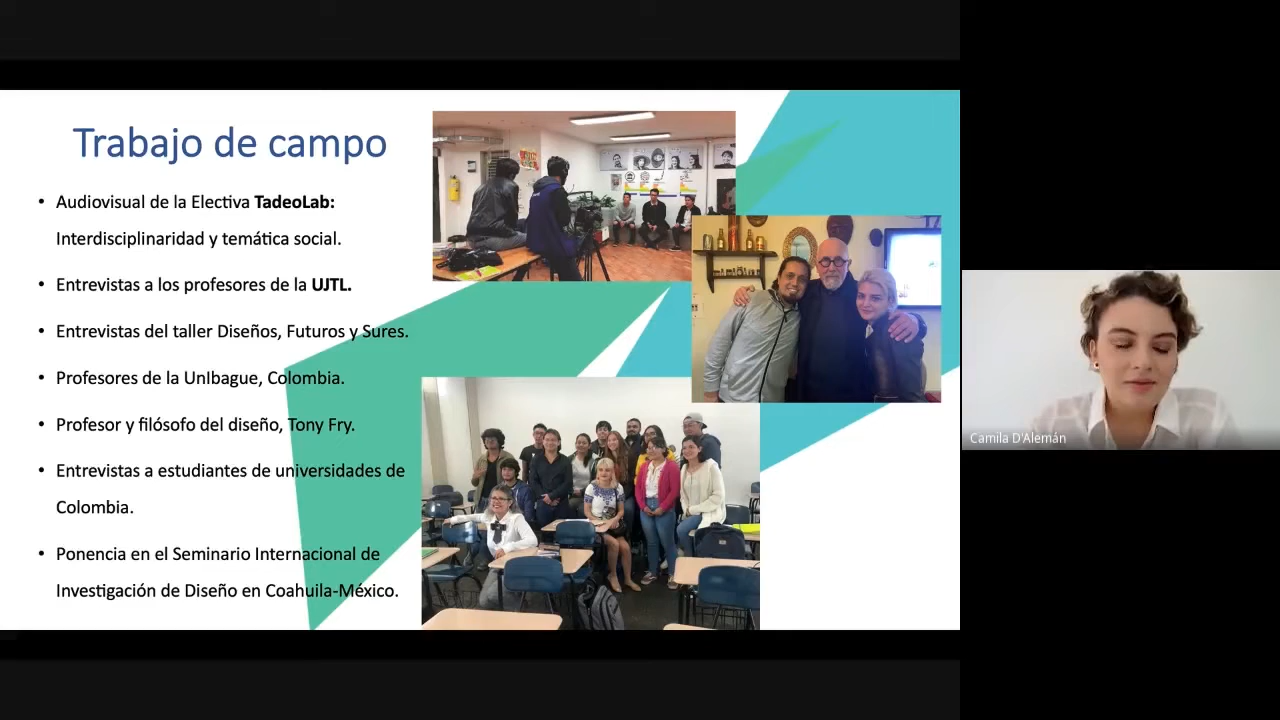 Trabajo de campo
• Audiovisual de la Electiva TadeoLab:
Interdisciplinaridad y temática social.
• Entrevistas a los profesores de la UJTL.
• Entrevistas del taller Diseños, Futuros y Sures.
• Profesores de la UnIbague, Colombia.
• Profesor y filósofo del diseño, Tony Fry.
• Entrevistas a estudiantes de universidades de
Colombia.
• Ponencia en el Seminario Internacional de
Investigación de Diseño en Coahuila-México.
Camila D'Alemán